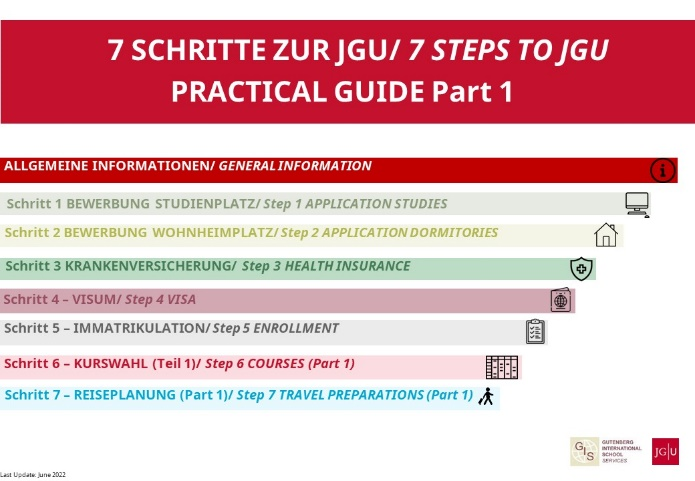 7 SCHRITTE ZUR JGU/ 7 STEPS TO JGU
PRACTICAL GUIDE Part 1
ALLGEMEINE INFORMATIONEN/ GENERAL INFORMATION
Schritt 1 BEWERBUNG STUDIENPLATZ/ Step 1 APPLICATION STUDIES
Schritt 2 BEWERBUNG WOHNHEIMPLATZ/ Step 2 APPLICATION DORMITORIES
Schritt 3 KRANKENVERSICHERUNG/ Step 3 HEALTH INSURANCE
Schritt 4 – VISUM/ Step 4 VISA
Schritt 5 – IMMATRIKULATION/ Step 5 ENROLLMENT
Schritt 6 – KURSWAHL (Teil 1)/ Step 6 COURSES (Part 1)
Schritt 7 – REISEPLANUNG (Part 1)/ Step 7 TRAVEL PREPARATIONS (Part 1)
GIS
GUTENBERG
INTERNATIONAL
SCHOOL
SERVICES
JG|U
Last Update: June 2022